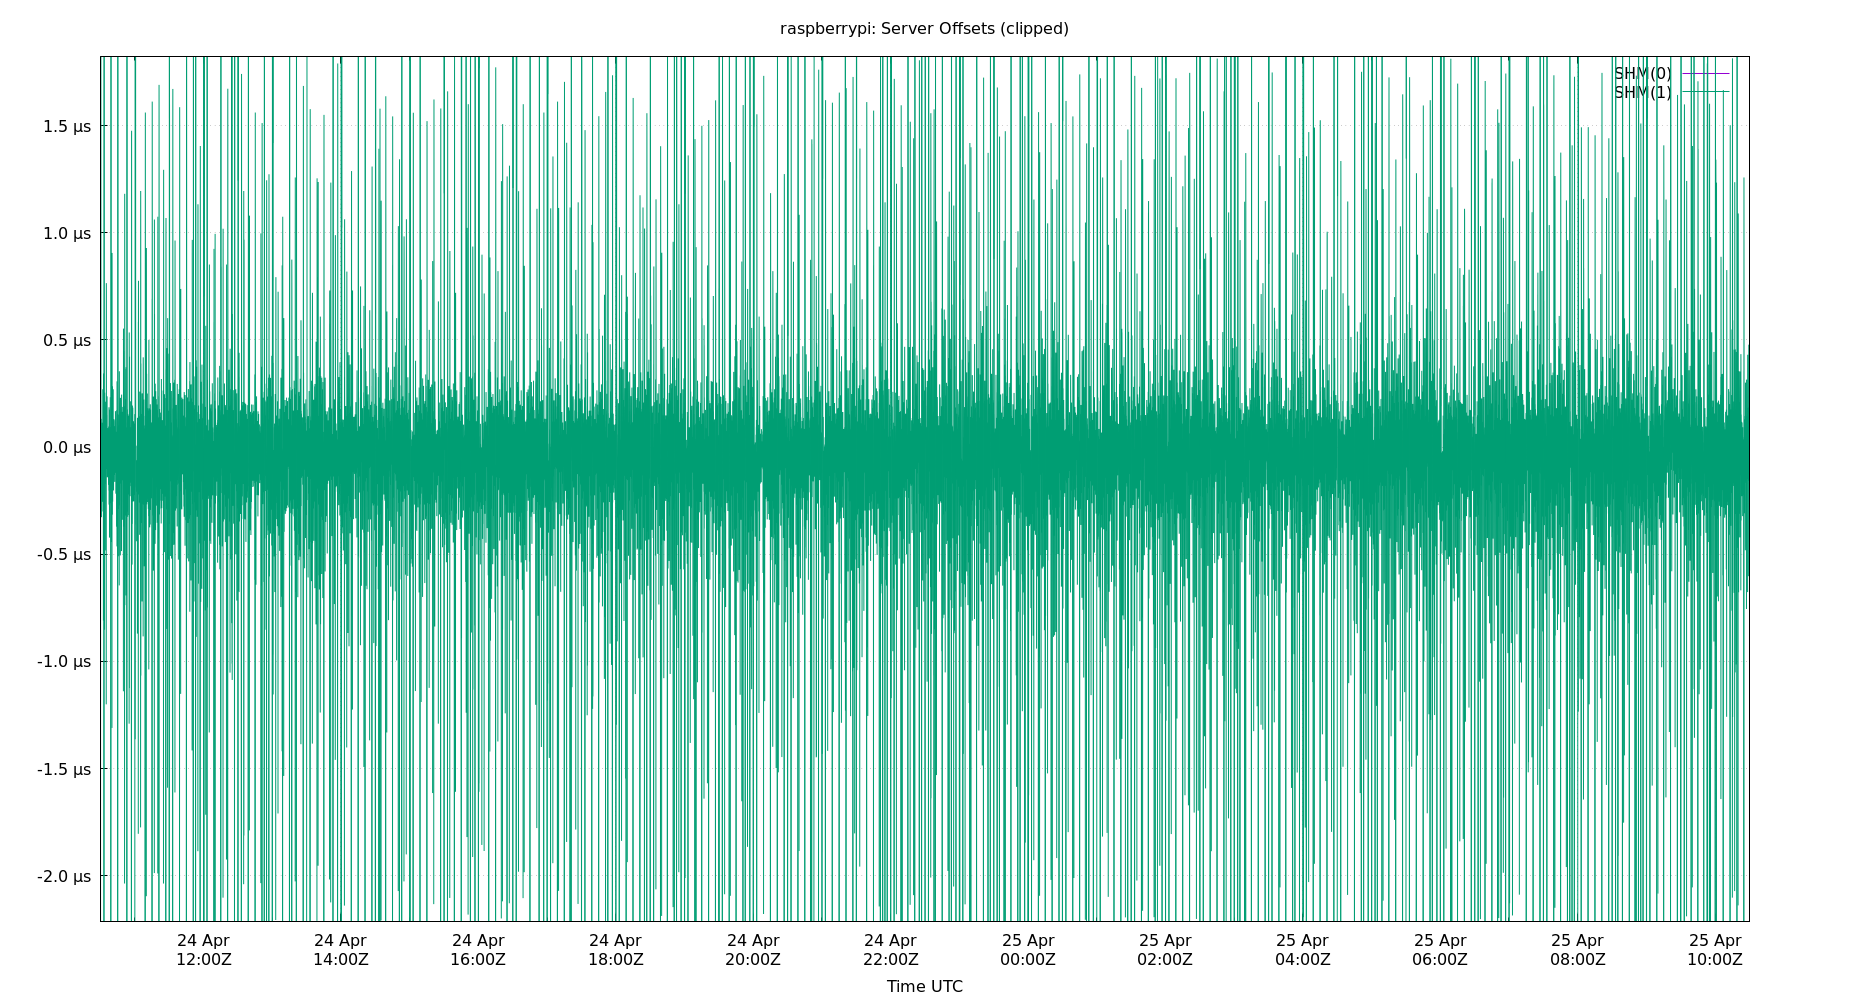 raspberrypi: Server Offsets (clipped)
SHM(0)
SHM(1)
1.5 µs
1.0 µs
0.5 µs
0.0 µs
-0.5 µs
-1.0 µs
-1.5 µs
-2.0 µs
24 Apr 24 Apr 24 Apr 24 Apr 24 Apr 24 Apr 25 Apr 25 Apr 25 Apr 25 Apr 25 Apr 25 Apr
12:00Z 14:00Z 16:00Z 18:00Z 20:00Z 22:00Z 00:00Z 02:00Z 04:00Z 06:00Z 08:00Z 10:00Z
Time UTC